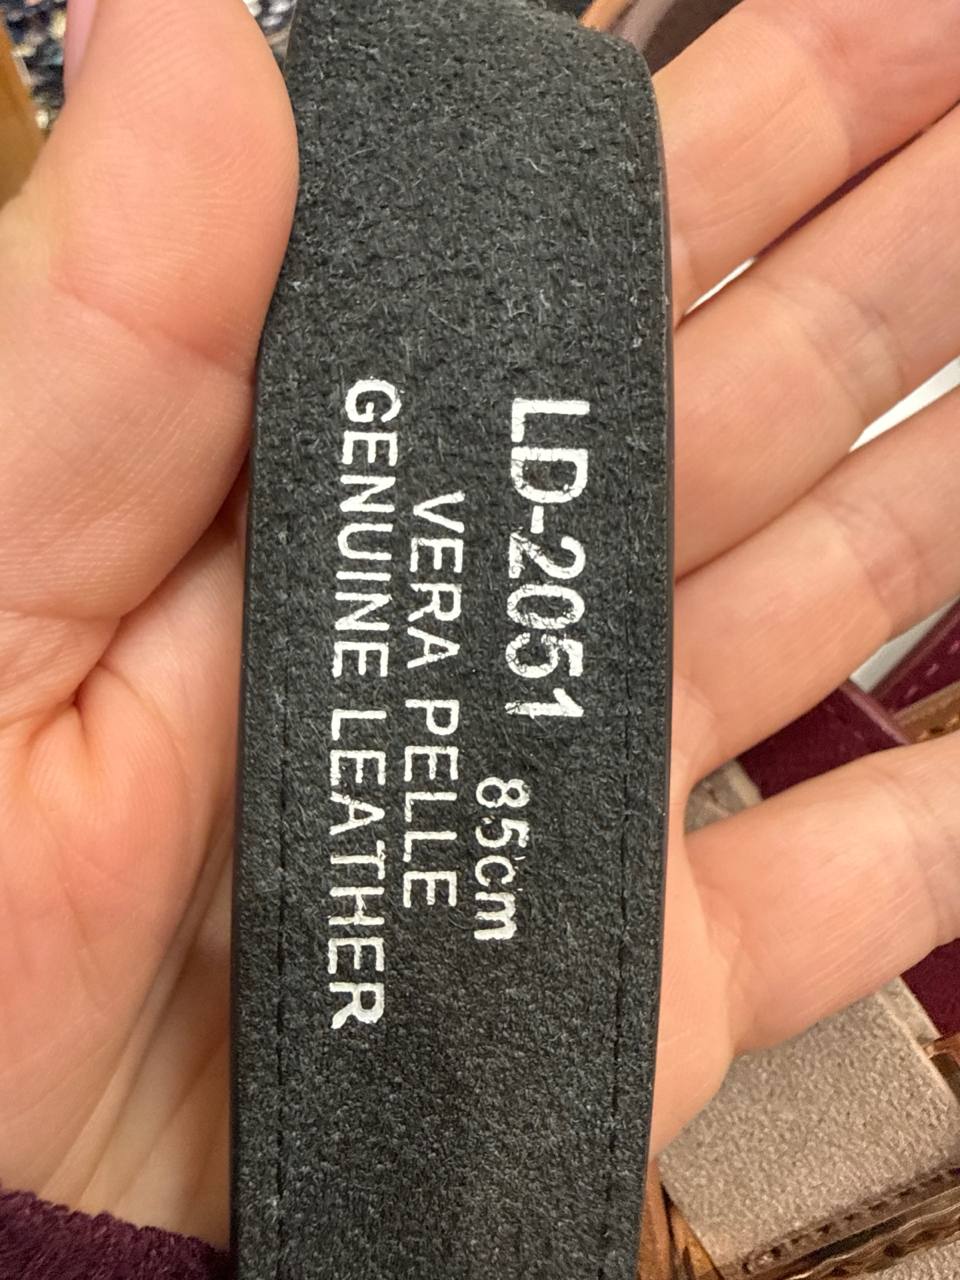 LD-2051
85cm
VERA PELLE
GENUINE LEATHER